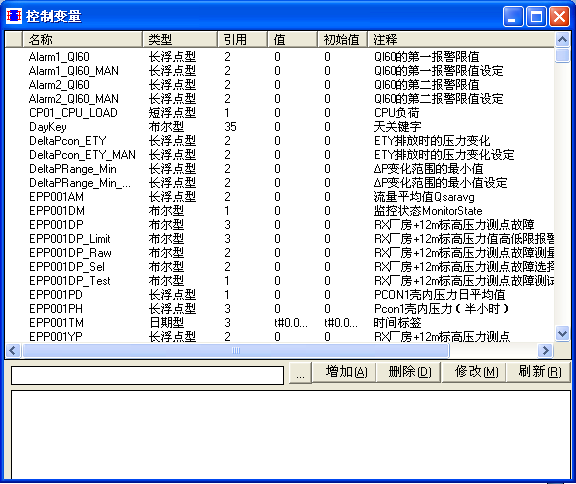 控制变量
名称 类型 引用 值 初始值 注释
Alarm1_QI60 长浮点型 2 0 0 QI60的第一报警限值
Alarm1_QI60_MAN 长浮点型 2 0 0 QI60的第一报警限值设定
Alarm2_QI60 长浮点型 2 0 0 QI60的第二报警限值
Alarm2_QI60_MAN 长浮点型 2 0 0 QI60的第二报警限值设定
CP01_CPU_LOAD 短浮点型 1 0 0 CPU负荷
DayKey 布尔型 35 0 0 天关键字
DeltaPcon_ETY 长浮点型 2 0 0 ETY排放时的压力变化
DeltaPcon_ETY_MAN 长浮点型 2 0 0 ETY排放时的压力变化设定
DeltaPRange_Min 长浮点型 2 0 0 ΔP变化范围的最小值
DeltaPRange_Min_... 长浮点型 2 0 0 ΔP变化范围的最小值设定
EPP001AM 长浮点型 2 0 0 流量平均值Qsaravg
EPP001DM 布尔型 1 0 0 监控状态MonitorState
EPP001DP 布尔型 3 0 0 RX厂房+12m标高压力测点故障
EPP001DP_Limit 布尔型 3 0 0 RX厂房+12m标高压力值高低限报警
EPP001DP_Raw 布尔型 2 0 0 RX厂房+12m标高压力测点故障测量
EPP001DP_Sel 布尔型 2 0 0 RX厂房+12m标高压力测点故障选择
EPP001DP_Test 布尔型 1 0 0 RX厂房+12m标高压力测点故障测试
EPP001PD 长浮点型 1 0 0 PCON1壳内压力日平均值
EPP001PH 长浮点型 3 0 0 Pcon1壳内压力（半小时）
EPP001TM 日期型 3 t#0.0... t#0.0... 时间标签
EPP001YP 长浮点型 2 0 0 RX厂房+12m标高压力测点
... 增加(A) 删除(D) 修改(M) 刷新(R)